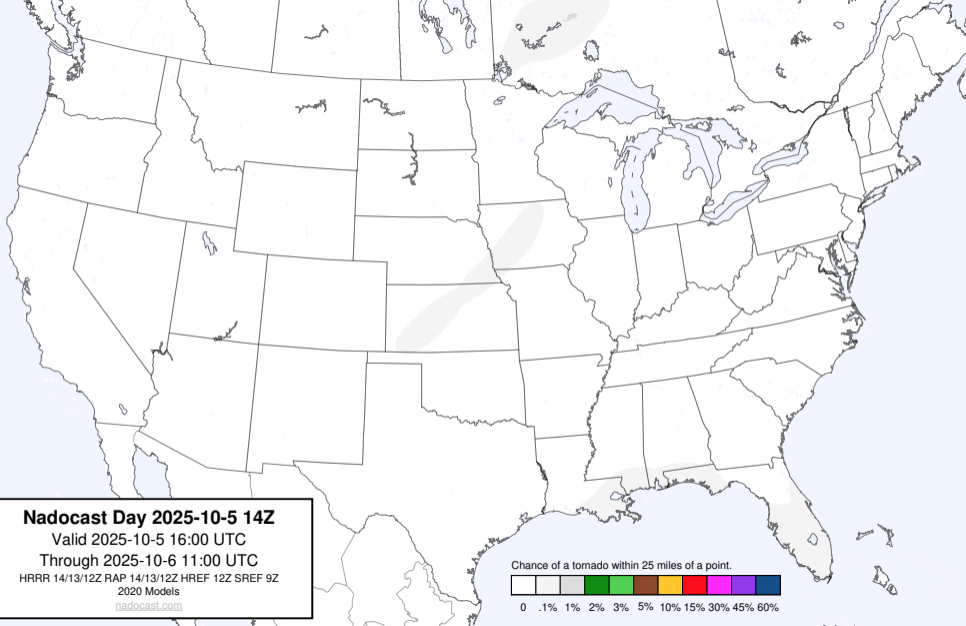 Nadocast Day 2025-10-5 14Z
Valid 2025-10-5 16:00 UTC
Through 2025-10-6 11:00 UTC
HRRR 14/13/12Z RAP 14/13/12Z HREF 12Z SREF 9Z
2020 Models
nadocast.com
Chance of a tornado within 25 miles of a point.
0 .1% 1% 2% 3% 5% 10% 15% 30% 45% 60%